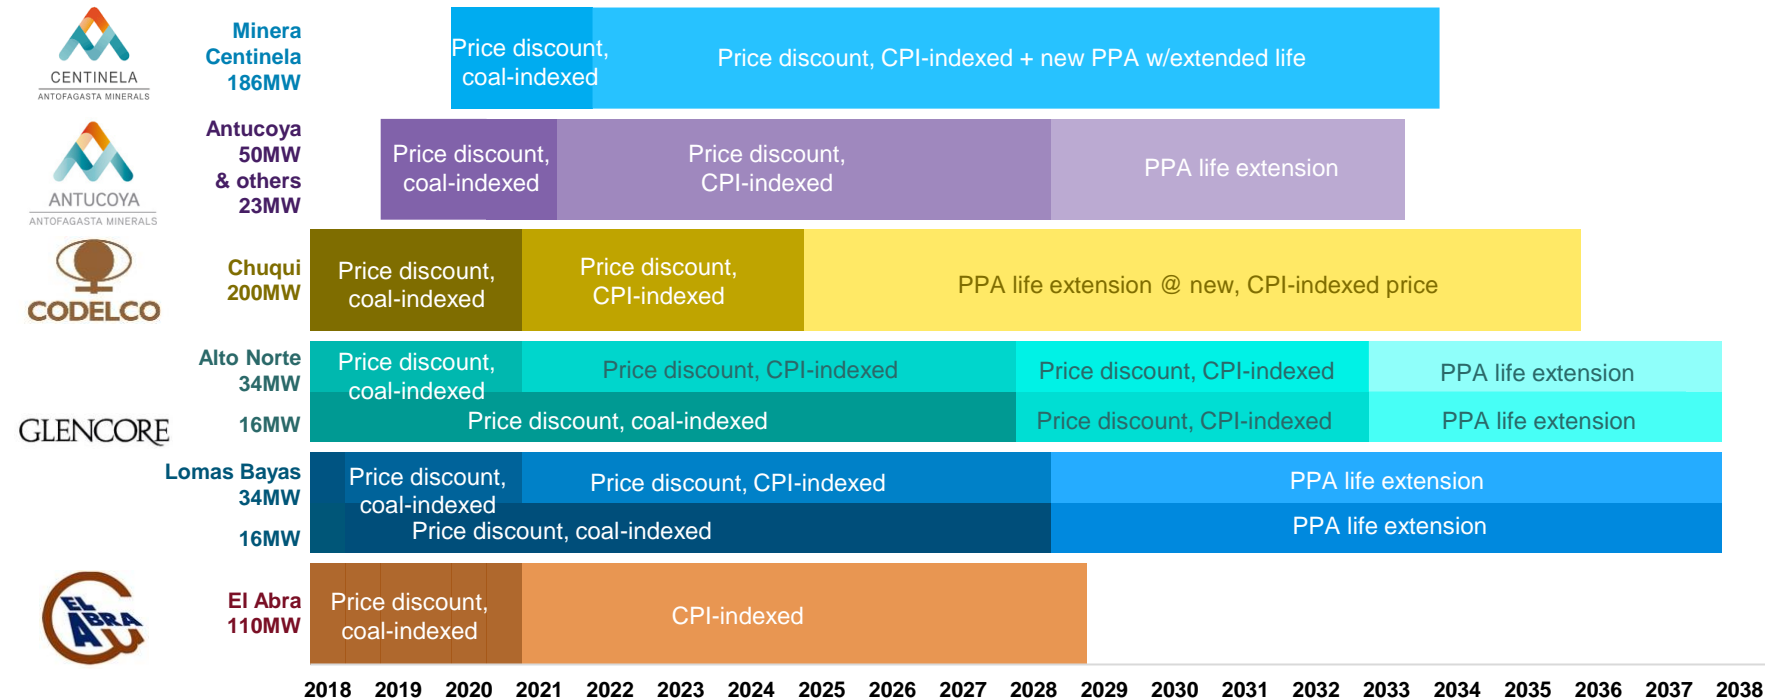 CENTINELA
ANTOFAGASTA MINERALS
Minera
Centinela
186MW
Price discount,
coal-indexed
Price discount, CPI-indexed + new PPA w/extended life
ANTUCOYA
ANTOFAGASTA MINERALS
Antucoya
50MW
& others
23MW
Price discount,
coal-indexed
Price discount,
CPI-indexed
PPA life extension
CODELCO
Chuqui
200MW
Price discount,
coal-indexed
Price discount,
CPI-indexed
PPA life extension @ new, CPI-indexed price
GLENCORE
Alto Norte
34MW
Price discount,
coal-indexed
Price discount, CPI-indexed
Price discount, CPI-indexed
PPA life extension
16MW
Price discount, coal-indexed
Price discount, CPI-indexed
PPA life extension
Lomas Bayas
34MW
Price discount,
coal-indexed
Price discount, CPI-indexed
PPA life extension
16MW
Price discount, coal-indexed
PPA life extension
EL
ABRA
El Abra
110MW
Price discount,
coal-indexed
CPI-indexed
2018 2019 2020 2021 2022 2023 2024 2025 2026 2027 2028 2029 2030 2031 2032 2033 2034 2035 2036 2037 2038